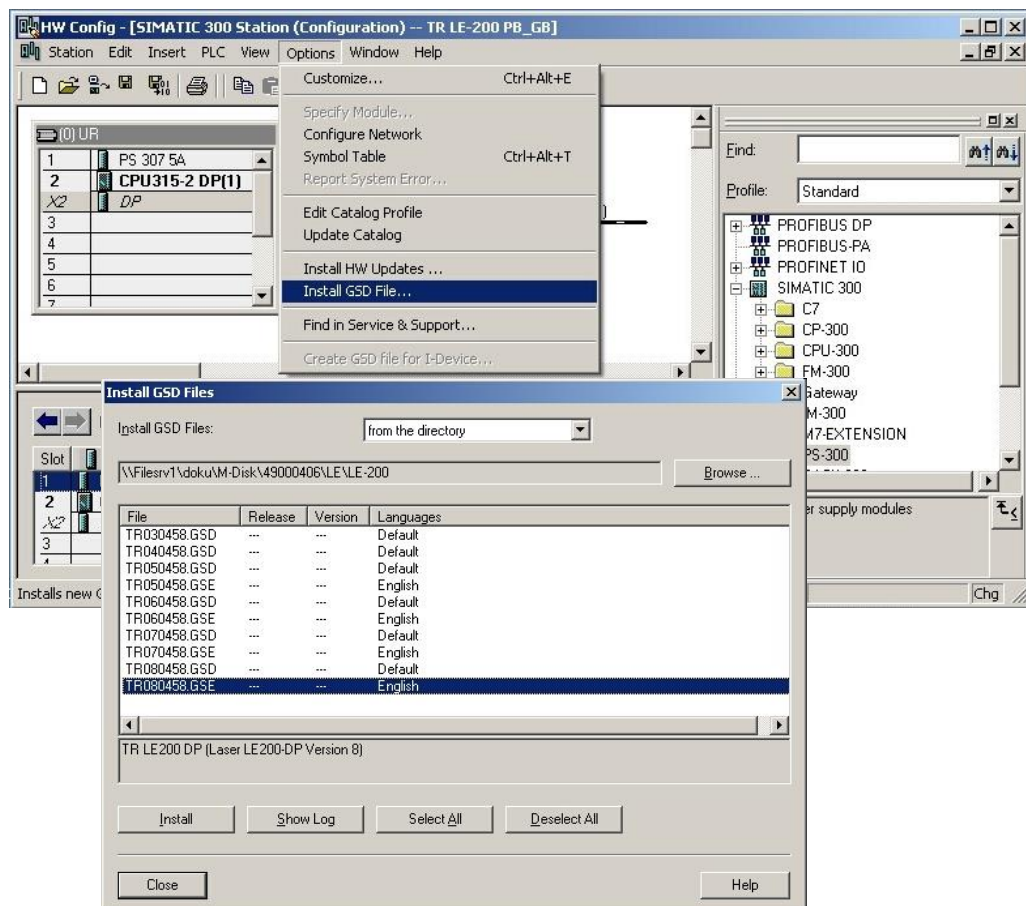 HW Config - [SIMATIC 300 Station (Configuration) -- TR LE-200 PB_GB]
Station Edit Insert PLC View Options Window Help
Customize... Ctrl+Alt+E
Specify Module...
Configure Network
Symbol Table Ctrl+Alt+T
Report System Error...
Edit Catalog Profile
Update Catalog
Install HW Updates ...
Install GSD File...
Find in Service & Support...
Create GSD file for I-Device...
(0) UR
1 PS 307 5A
2 CPU315-2 DP(1)
X2 DP
3
4
5
6
7
Find:
Profile: Standard
PROFIBUS DP
PROFIBUS-PA
PROFINET IO
SIMATIC 300
C7
CP-300
CPU-300
FM-300
Gateway
M-300
M7-EXTENSION
PS-300
er supply modules
Slot
1
2
X2
3
4
Installs new G
Chg
Install GSD Files
Install GSD Files: from the directory
\\Filesrv1\doku\M-Disk\49000406\LE\LE-200 Browse ...
File Release Version Languages
TR030458.GSD --- --- Default
TR040458.GSD --- --- Default
TR050458.GSD --- --- Default
TR050458.GSE --- --- English
TR060458.GSD --- --- Default
TR060458.GSE --- --- English
TR070458.GSD --- --- Default
TR070458.GSE --- --- English
TR080458.GSD --- --- Default
TR080458.GSE --- --- English
TR LE200 DP (Laser LE200-DP Version 8)
Install Show Log Select All Deselect All
Close Help